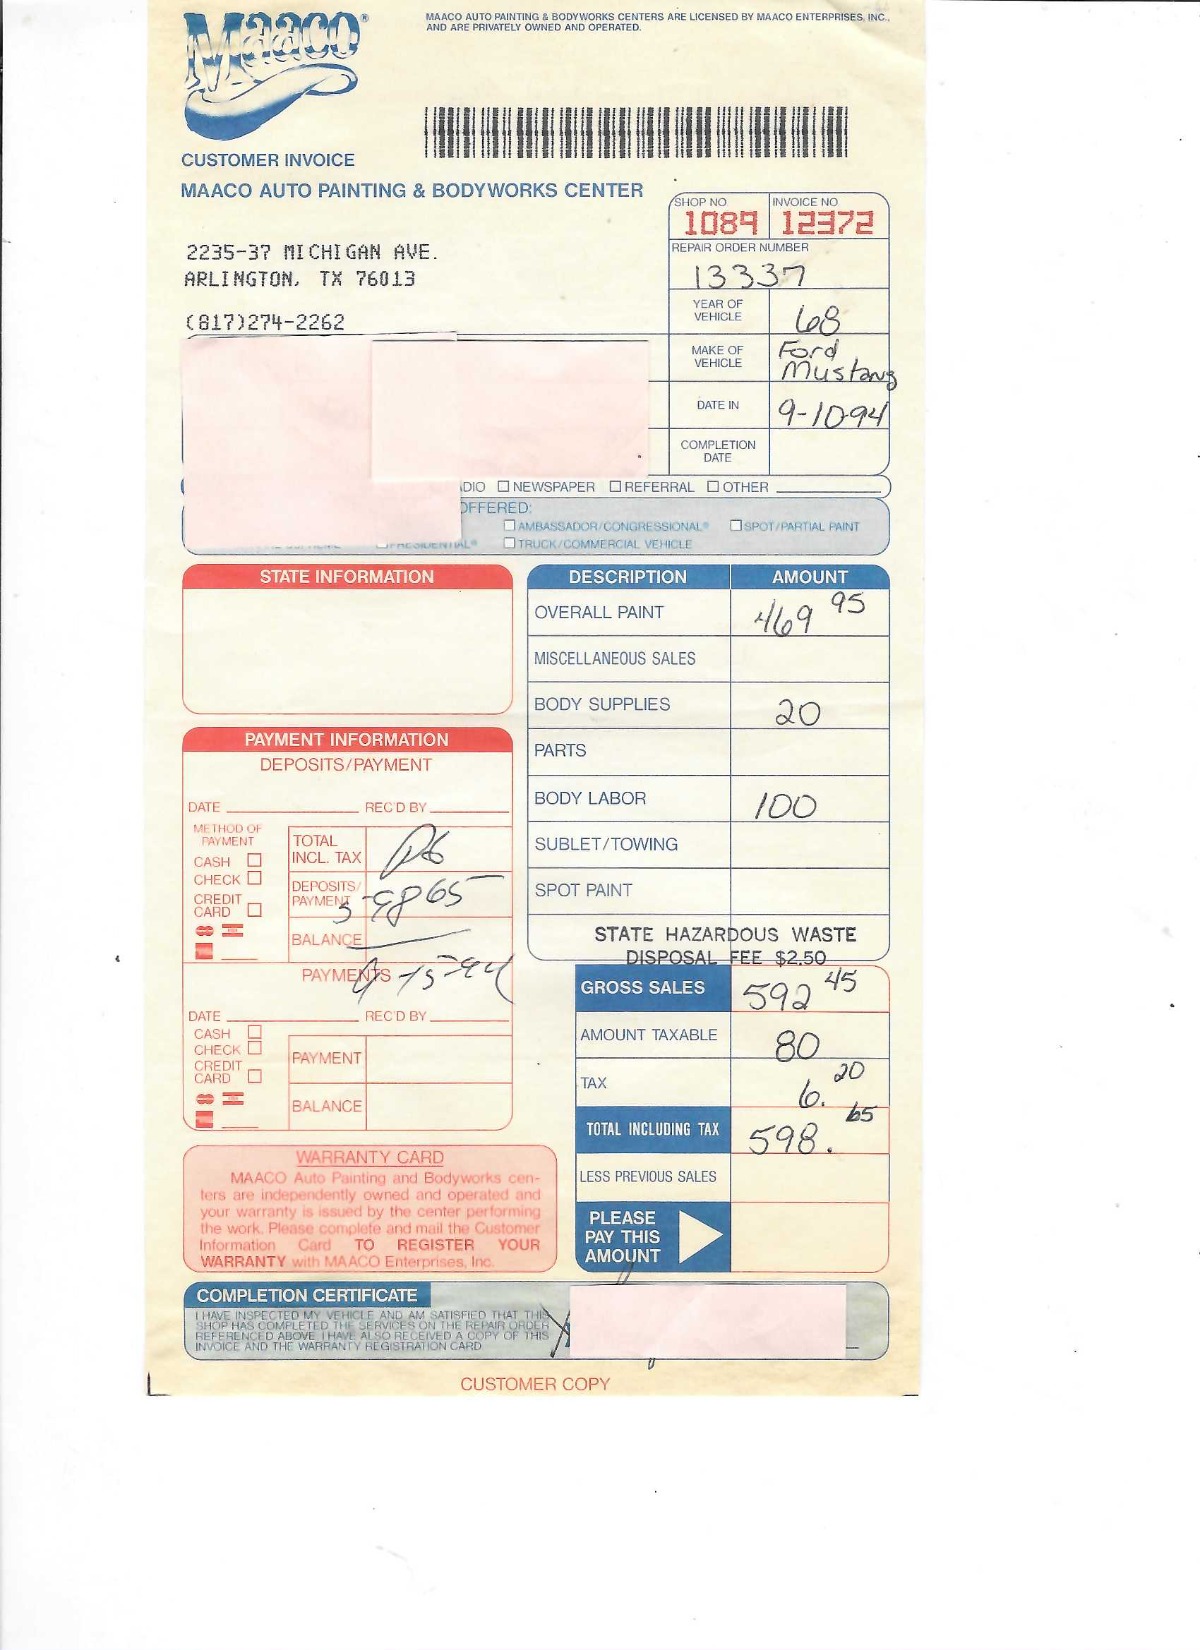 Maaco®
MAACO AUTO PAINTING & BODYWORKS CENTERS ARE LICENSED BY MAACO ENTERPRISES, INC.,
AND ARE PRIVATELY OWNED AND OPERATED.
CUSTOMER INVOICE
MAACO AUTO PAINTING & BODYWORKS CENTER
2235-37 MICHIGAN AVE.
ARLINGTON, TX 76013
(817)274-2262
SHOP NO INVOICE NO
1089 12372
REPAIR ORDER NUMBER
13337
YEAR OF
VEHICLE 68
MAKE OF
VEHICLE Ford
Mustang
DATE IN 9-10-94
COMPLETION
DATE
DIO NEWSPAPER REFERRAL OTHER
OFFERED:
AMBASSADOR/CONGRESSIONAL® SPOT/PARTIAL PAINT
PRESIDENTIAL® TRUCK/COMMERCIAL VEHICLE
STATE INFORMATION
DESCRIPTION AMOUNT
OVERALL PAINT 469 95
MISCELLANEOUS SALES
BODY SUPPLIES 20
PARTS
BODY LABOR 100
SUBLET/TOWING
SPOT PAINT
STATE HAZARDOUS WASTE
DISPOSAL FEE $2.50
GROSS SALES 592 45
AMOUNT TAXABLE 80
TAX 6. 20
TOTAL INCLUDING TAX 598. 65
LESS PREVIOUS SALES
PLEASE
PAY THIS
AMOUNT
PAYMENT INFORMATION
DEPOSITS/PAYMENT
DATE REC'D BY
METHOD OF
PAYMENT
CASH
CHECK
CREDIT
CARD
TOTAL
INCL. TAX
DEPOSITS/
PAYMENT 598 65
BALANCE
PAYMENTS 9-15-94
DATE REC'D BY
CASH
CHECK
CREDIT
CARD
PAYMENT
BALANCE
WARRANTY CARD
MAACO Auto Painting and Bodyworks cen-
ters are independently owned and operated and
your warranty is issued by the center performing
the work. Please complete and mail the Customer
Information Card TO REGISTER YOUR
WARRANTY with MAACO Enterprises, Inc.
COMPLETION CERTIFICATE
I HAVE INSPECTED MY VEHICLE AND AM SATISFIED THAT THIS
SHOP HAS COMPLETED THE SERVICES ON THE REPAIR ORDER
REFERENCED ABOVE I HAVE ALSO RECEIVED A COPY OF THIS
INVOICE AND THE WARRANTY REGISTRATION CARD
CUSTOMER COPY